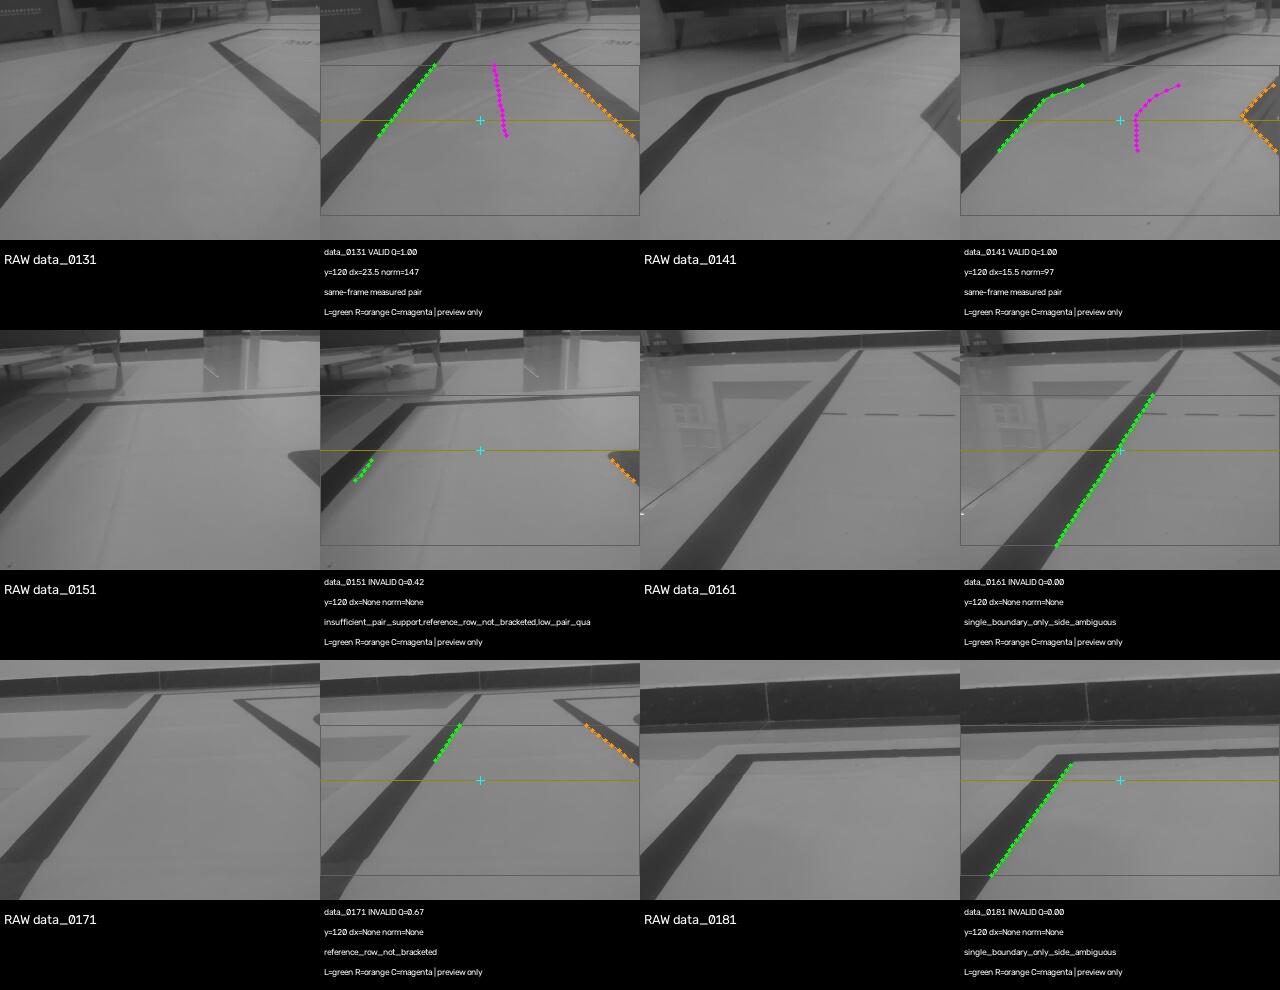 RAW data_0131
data_0131 VALID Q=1.00
y=120 dx=23.5 norm=147
same-frame measured pair
L=green R=orange C=magenta | preview only
RAW data_0141
data_0141 VALID Q=1.00
y=120 dx=15.5 norm=97
same-frame measured pair
L=green R=orange C=magenta | preview only
RAW data_0151
data_0151 INVALID Q=0.42
y=120 dx=None norm=None
insufficient_pair_support,reference_row_not_bracketed,low_pair_qua
L=green R=orange C=magenta | preview only
RAW data_0161
data_0161 INVALID Q=0.00
y=120 dx=None norm=None
single_boundary_only_side_ambiguous
L=green R=orange C=magenta | preview only
RAW data_0171
data_0171 INVALID Q=0.67
y=120 dx=None norm=None
reference_row_not_bracketed
L=green R=orange C=magenta | preview only
RAW data_0181
data_0181 INVALID Q=0.00
y=120 dx=None norm=None
single_boundary_only_side_ambiguous
L=green R=orange C=magenta | preview only